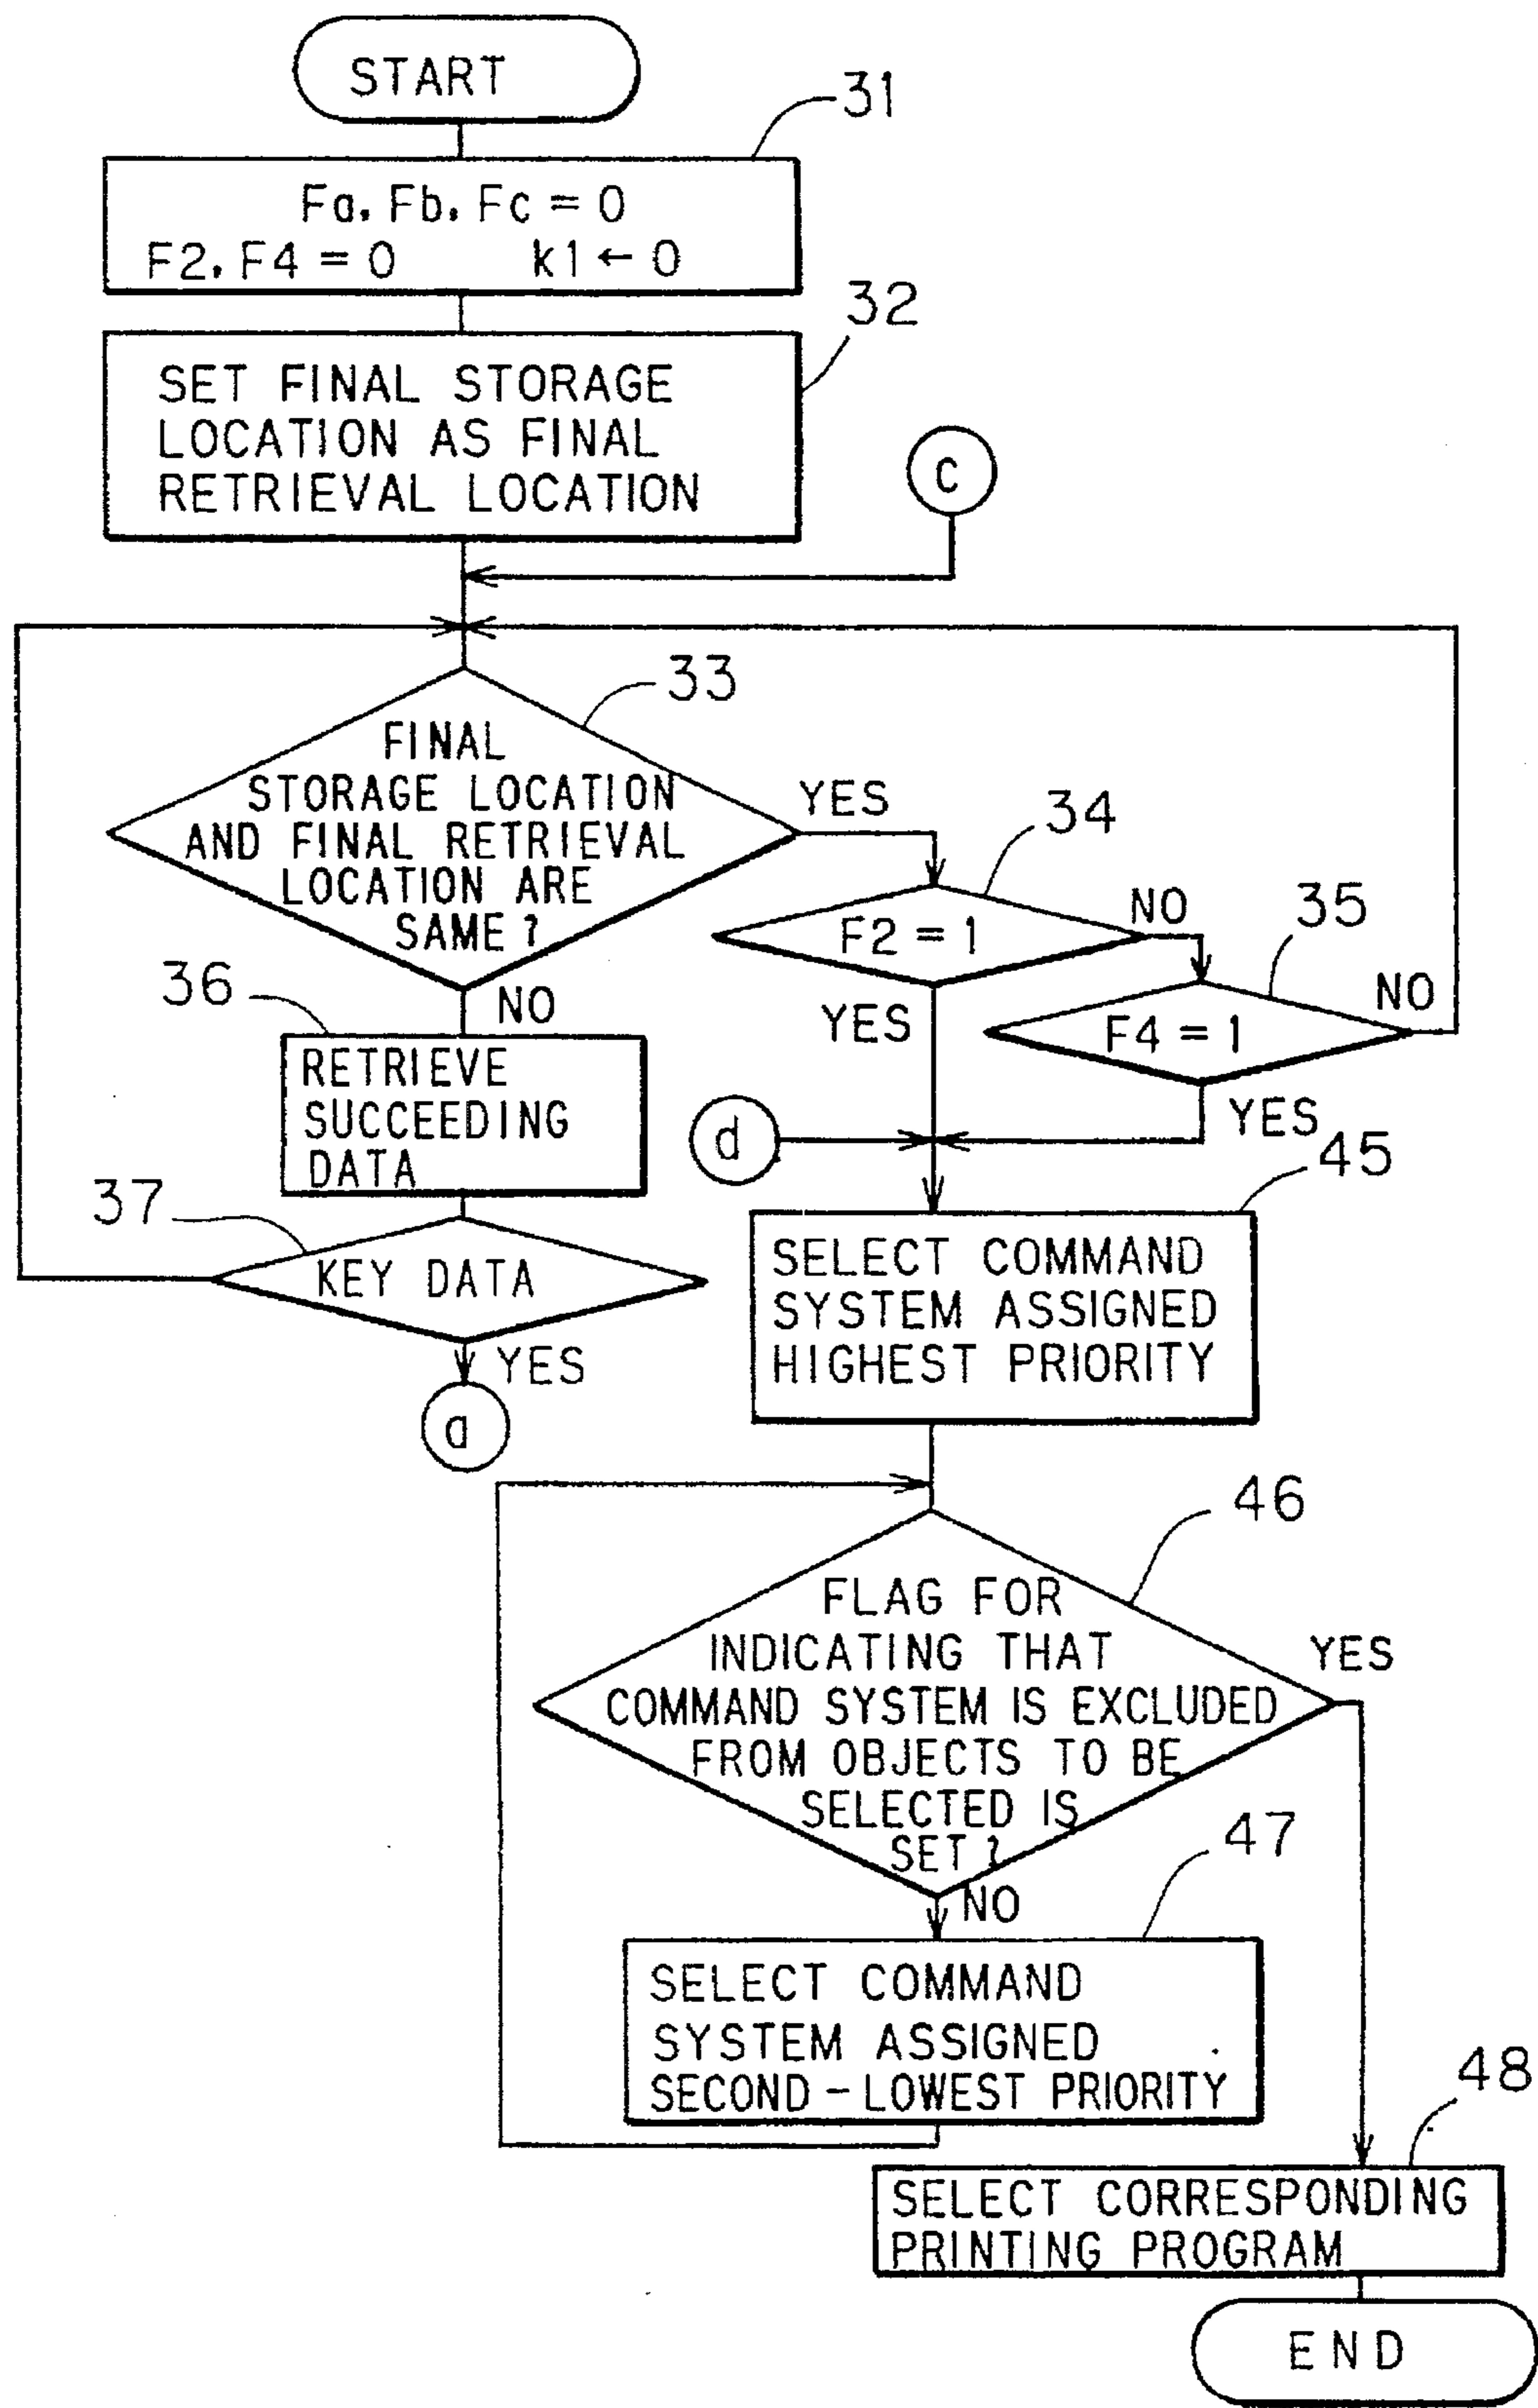 START
31
Fa, Fb, Fc = 0
F2, F4 = 0 k1 ← 0
32
SET FINAL STORAGE
LOCATION AS FINAL
RETRIEVAL LOCATION
C
33
FINAL
STORAGE LOCATION
AND FINAL RETRIEVAL
LOCATION ARE
SAME ?
YES
34
F2 = 1
NO
35
F4 = 1
NO
YES
YES
36
NO
RETRIEVE
SUCCEEDING
DATA
d
37
KEY DATA
YES
a
45
SELECT COMMAND
SYSTEM ASSIGNED
HIGHEST PRIORITY
46
FLAG FOR
INDICATING THAT
COMMAND SYSTEM IS EXCLUDED
FROM OBJECTS TO BE
SELECTED IS
SET ?
YES
NO
47
SELECT COMMAND
SYSTEM ASSIGNED
SECOND-LOWEST PRIORITY
48
SELECT CORRESPONDING
PRINTING PROGRAM
END